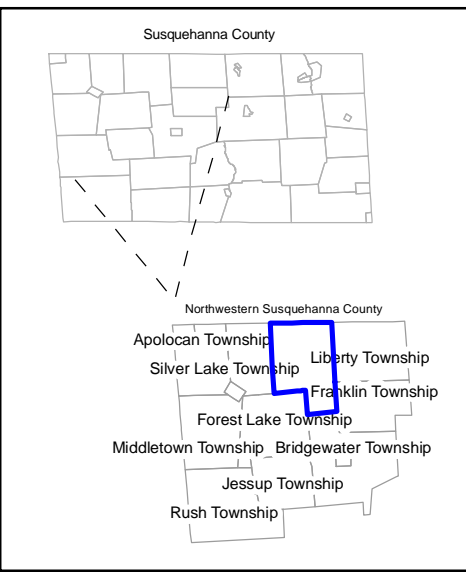 Susquehanna County
Northwestern Susquehanna County
Apolocan Township
Liberty Township
Silver Lake Township
Franklin Township
Forest Lake Township
Middletown Township
Bridgewater Township
Jessup Township
Rush Township